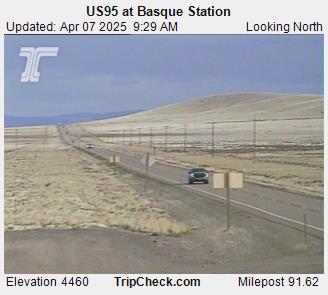 US95 at Basque Station
Updated: Apr 07 2025 9:29 AM Looking North
Elevation 4460 TripCheck.com Milepost 91.62